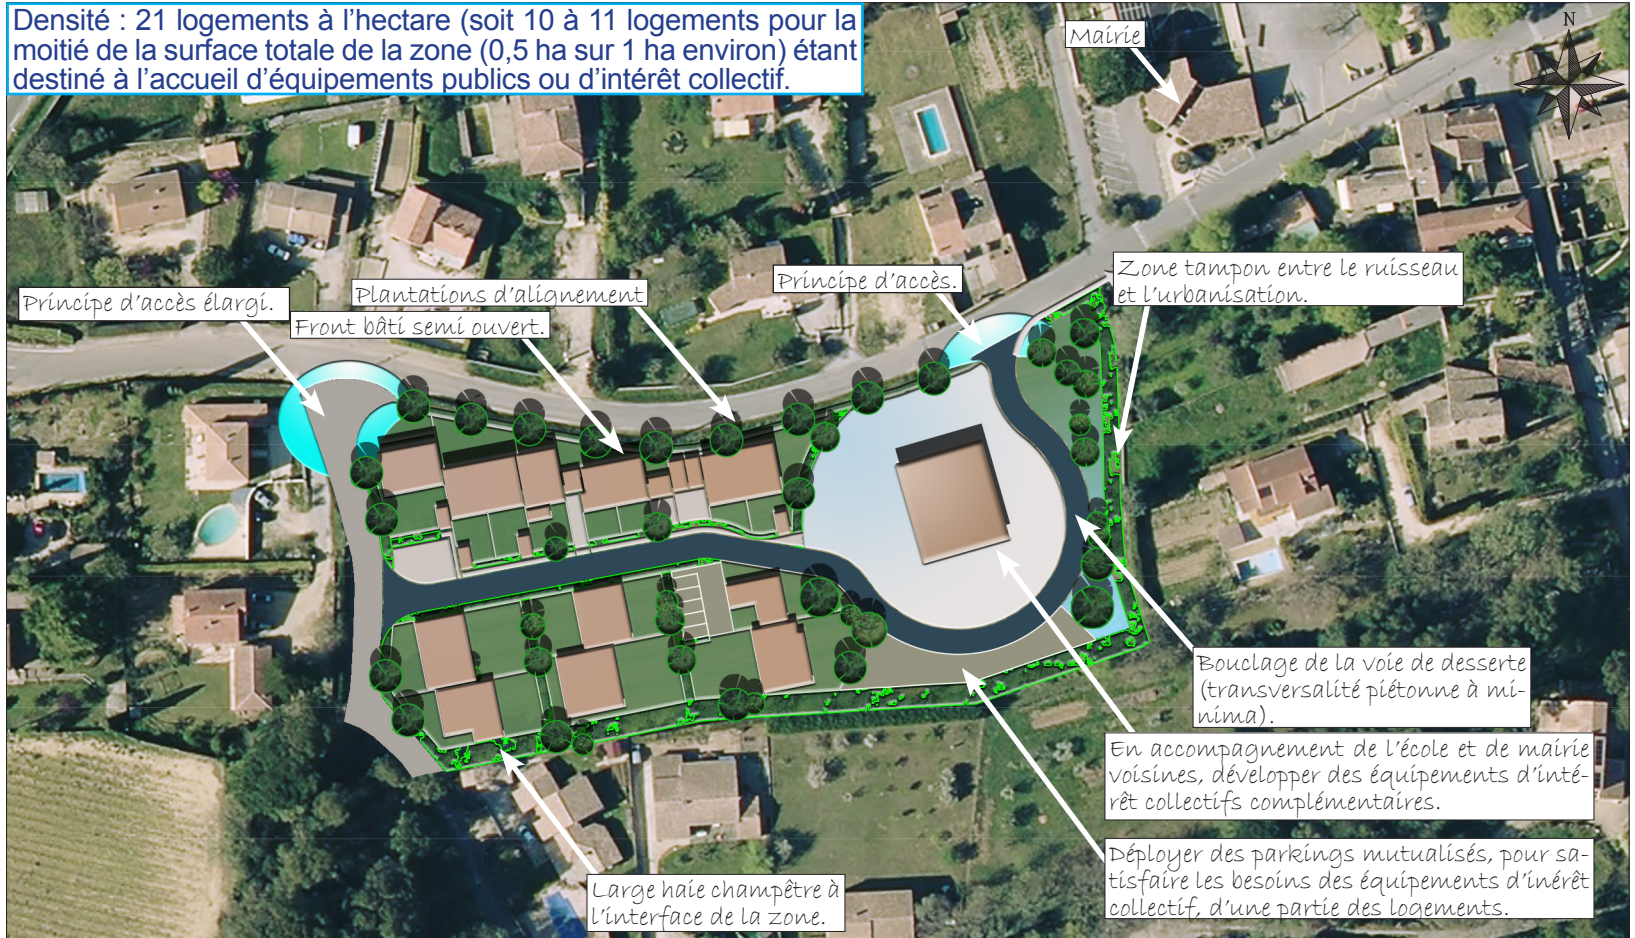 Densité : 21 logements à l’hectare (soit 10 à 11 logements pour la
moitié de la surface totale de la zone (0,5 ha sur 1 ha environ) étant
destiné à l’accueil d’équipements publics ou d’intérêt collectif.
Mairie
N
Zone tampon entre le ruisseau
et l’urbanisation.
Principe d’accès.
Plantations d’alignement
Principe d’accès élargi.
Front bâti semi ouvert.
Bouclage de la voie de desserte
(transversalité piétonne à mi-
nima).
En accompagnement de l’école et de mairie
voisines, développer des équipements d’inté-
rêt collectifs complémentaires.
Déployer des parkings mutualisés, pour sa-
tisfaire les besoins des équipements d’inérêt
collectif, d’une partie des logements.
Large haie champêtre à
l’interface de la zone.